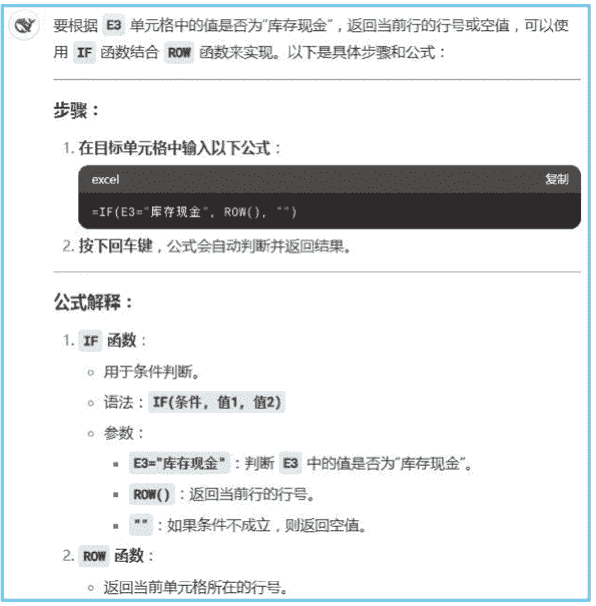 要根据 E3 单元格中的值是否为"库存现金"，返回当前行的行号或空值，可以使
用 IF 函数结合 ROW 函数来实现。以下是具体步骤和公式：
步骤：
1. 在目标单元格中输入以下公式：
excel 复制
=IF(E3="库存现金", ROW(), "")
2. 按下回车键，公式会自动判断并返回结果。
公式解释：
1. IF 函数：
○ 用于条件判断。
○ 语法：IF(条件, 值1, 值2)
○ 参数：
▪ E3="库存现金"：判断 E3 中的值是否为"库存现金"。
▪ ROW()：返回当前行的行号。
▪ ""：如果条件不成立，则返回空值。
2. ROW 函数：
○ 返回当前单元格所在的行号。